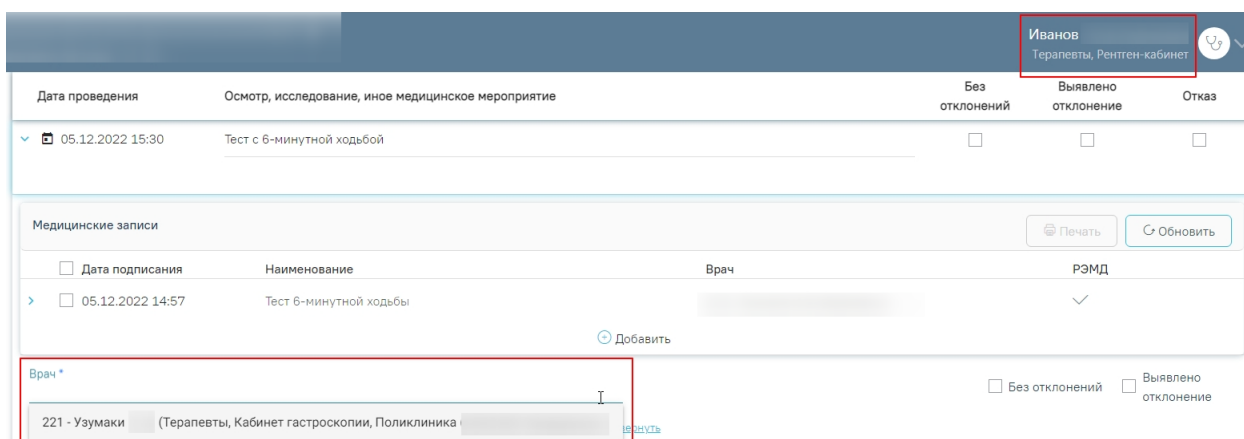 Иванов
Терапевты, Рентген-кабинет
Дата проведения Осмотр, исследование, иное медицинское мероприятие Без отклонений Выявлено отклонение Отказ
05.12.2022 15:30 Тест с 6-минутной ходьбой
Медицинские записи Печать Обновить
Дата подписания Наименование Врач РЭМД
05.12.2022 14:57 Тест 6-минутной ходьбы
Добавить
Врач *
Без отклонений Выявлено отклонение
221 - Узумаки (Терапевты, Кабинет гастроскопии, Поликлиника